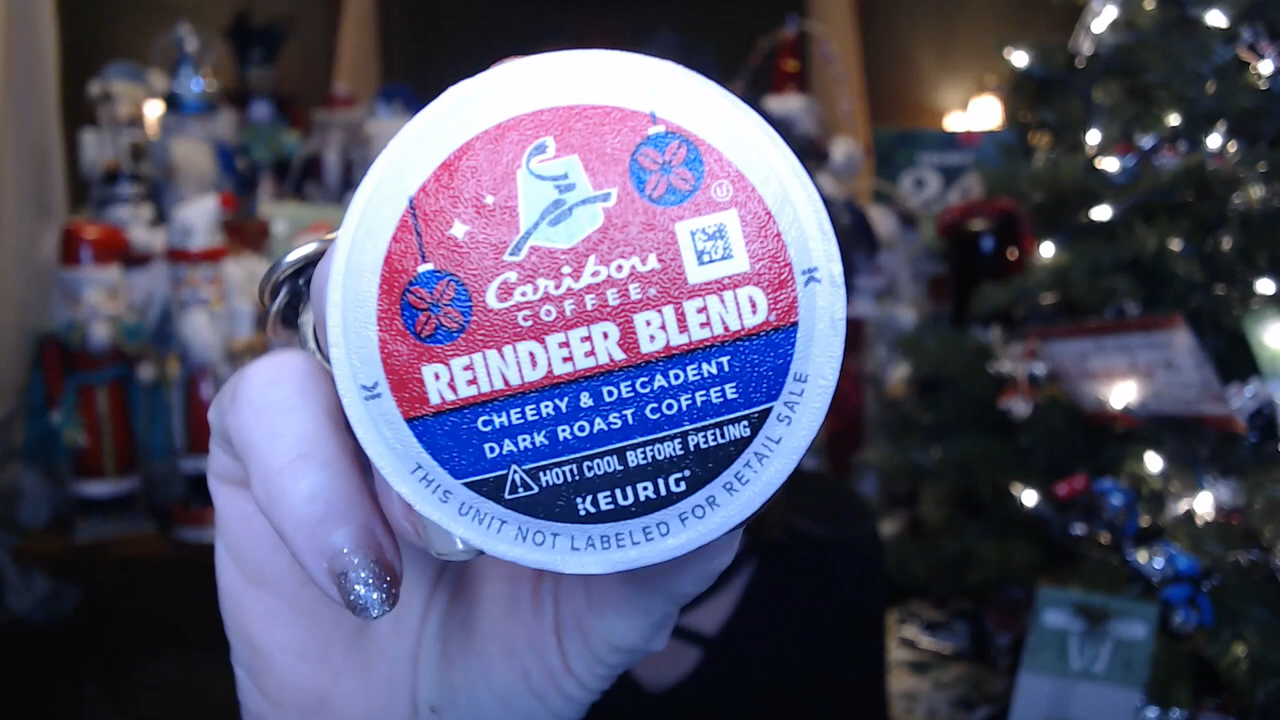 Caribou
COFFEE®
REINDEER BLEND®
CHEERY & DECADENT
DARK ROAST COFFEE
HOT! COOL BEFORE PEELING
KEURIG®
THIS UNIT NOT LABELED FOR RETAIL SALE
U